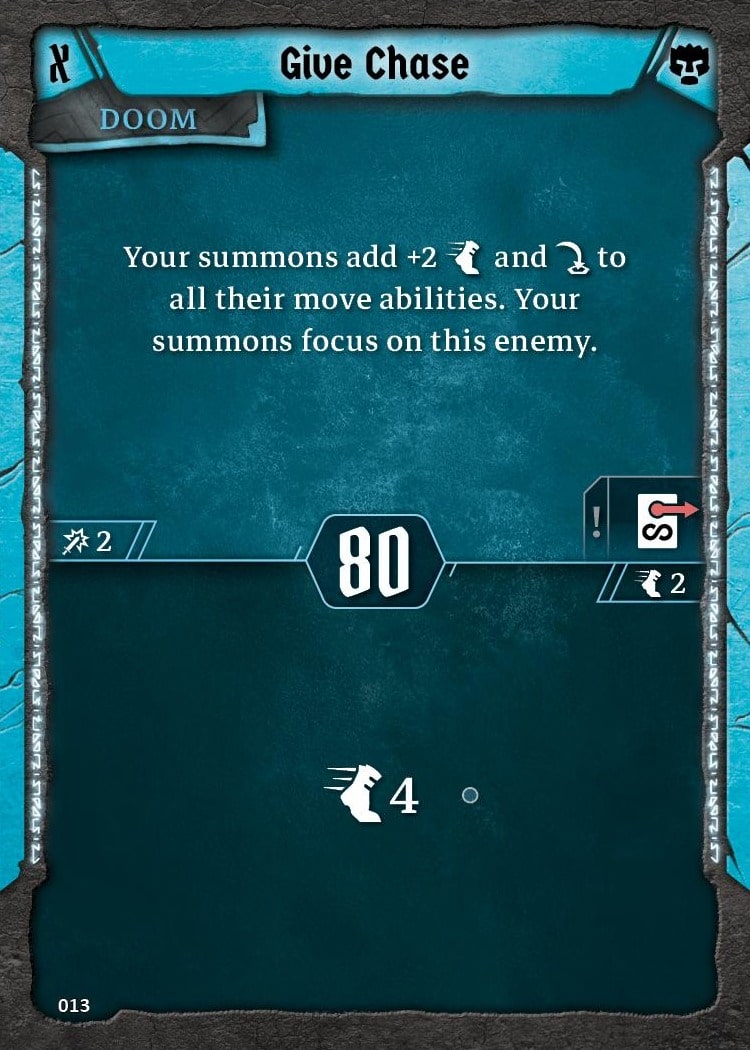 Give Chase
DOOM
Your summons add +2 and to
all their move abilities. Your
summons focus on this enemy.
2
80
2
4
013